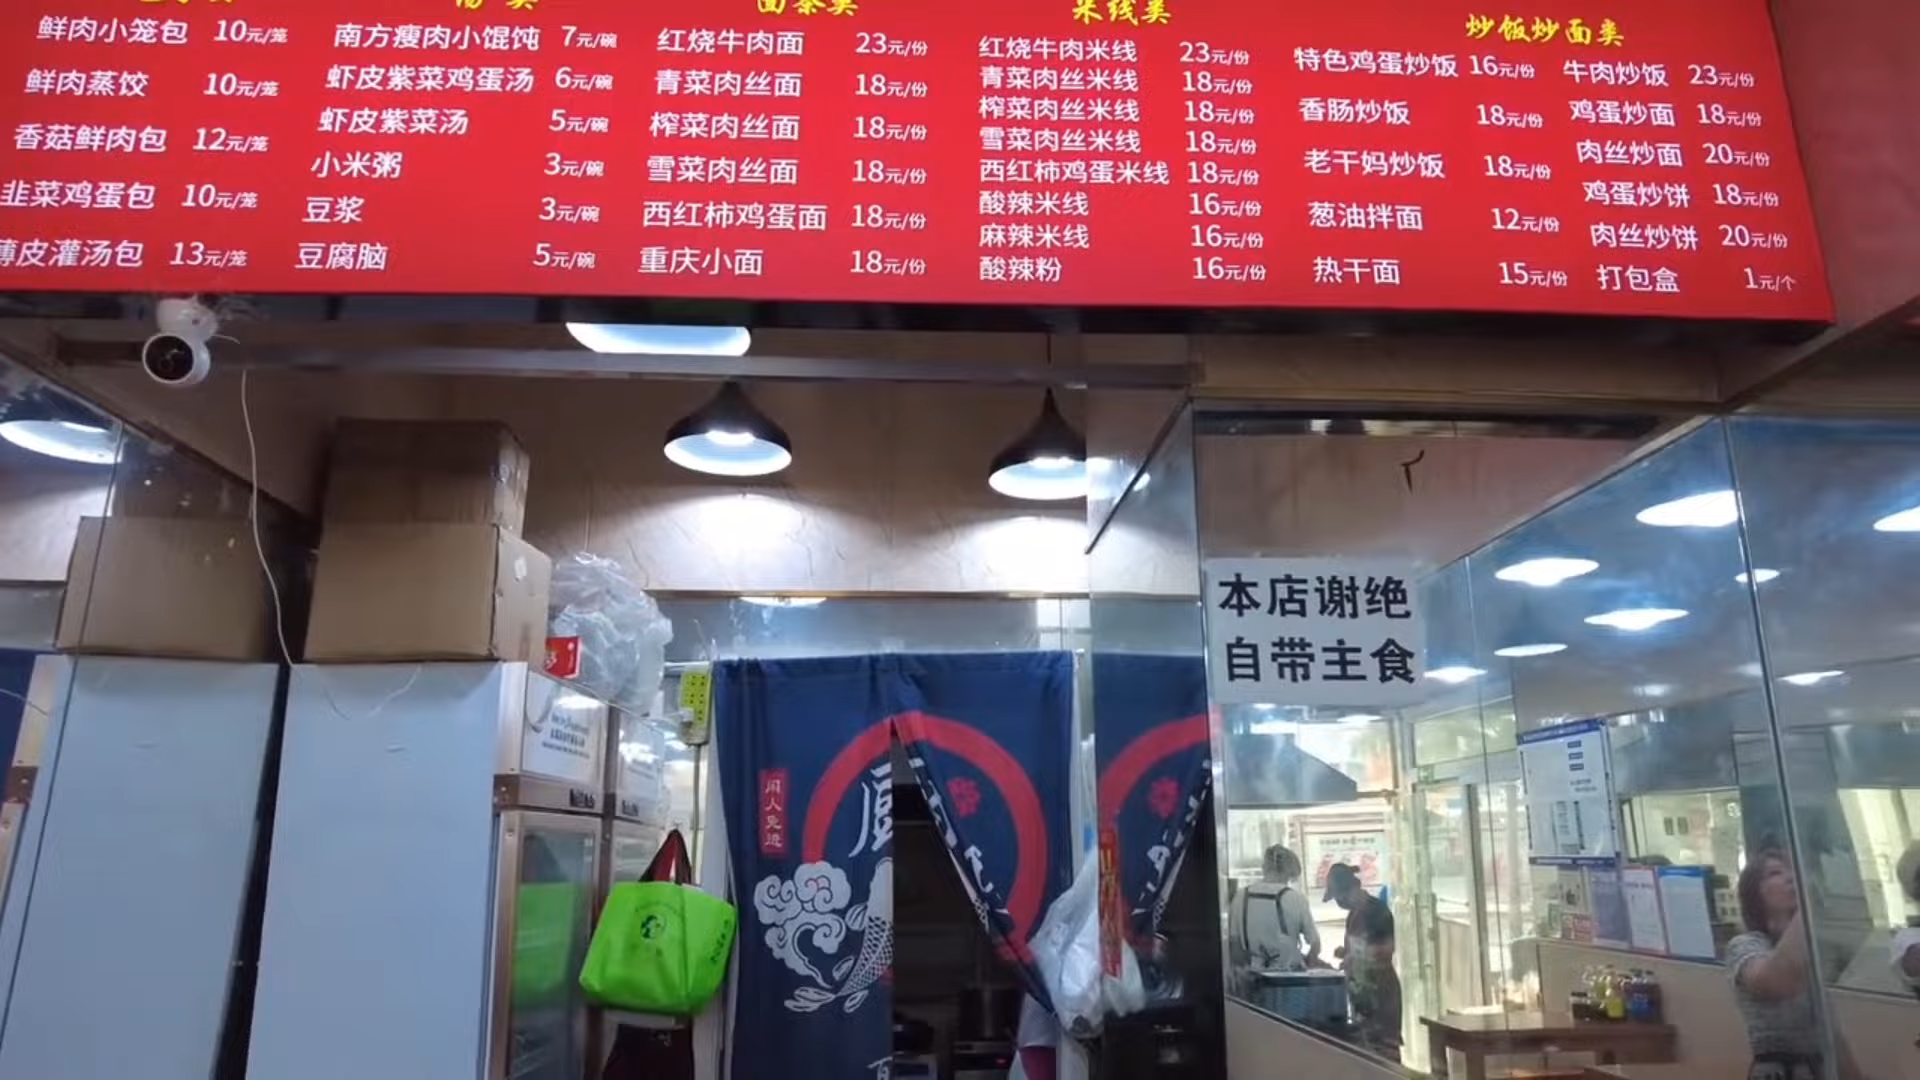 鲜肉小笼包 10元/笼
鲜肉蒸饺 10元/笼
香菇鲜肉包 12元/笼
韭菜鸡蛋包 10元/笼
薄皮灌汤包 13元/笼
汤类
南方瘦肉小馄饨 7元/碗
虾皮紫菜鸡蛋汤 6元/碗
虾皮紫菜汤 5元/碗
小米粥 3元/碗
豆浆 3元/碗
豆腐脑 5元/碗
面条类
红烧牛肉面 23元/份
青菜肉丝面 18元/份
榨菜肉丝面 18元/份
雪菜肉丝面 18元/份
西红柿鸡蛋面 18元/份
重庆小面 18元/份
米线类
红烧牛肉米线 23元/份
青菜肉丝米线 18元/份
榨菜肉丝米线 18元/份
雪菜肉丝米线 18元/份
西红柿鸡蛋米线 18元/份
酸辣米线 16元/份
麻辣米线 16元/份
酸辣粉 16元/份
炒饭炒面类
特色鸡蛋炒饭 16元/份
香肠炒饭 18元/份
老干妈炒饭 18元/份
葱油拌面 12元/份
热干面 15元/份
牛肉炒饭 23元/份
鸡蛋炒面 18元/份
肉丝炒面 20元/份
鸡蛋炒饼 18元/份
肉丝炒饼 20元/份
打包盒 1元/个
本店谢绝
自带主食
闲人免进
厨